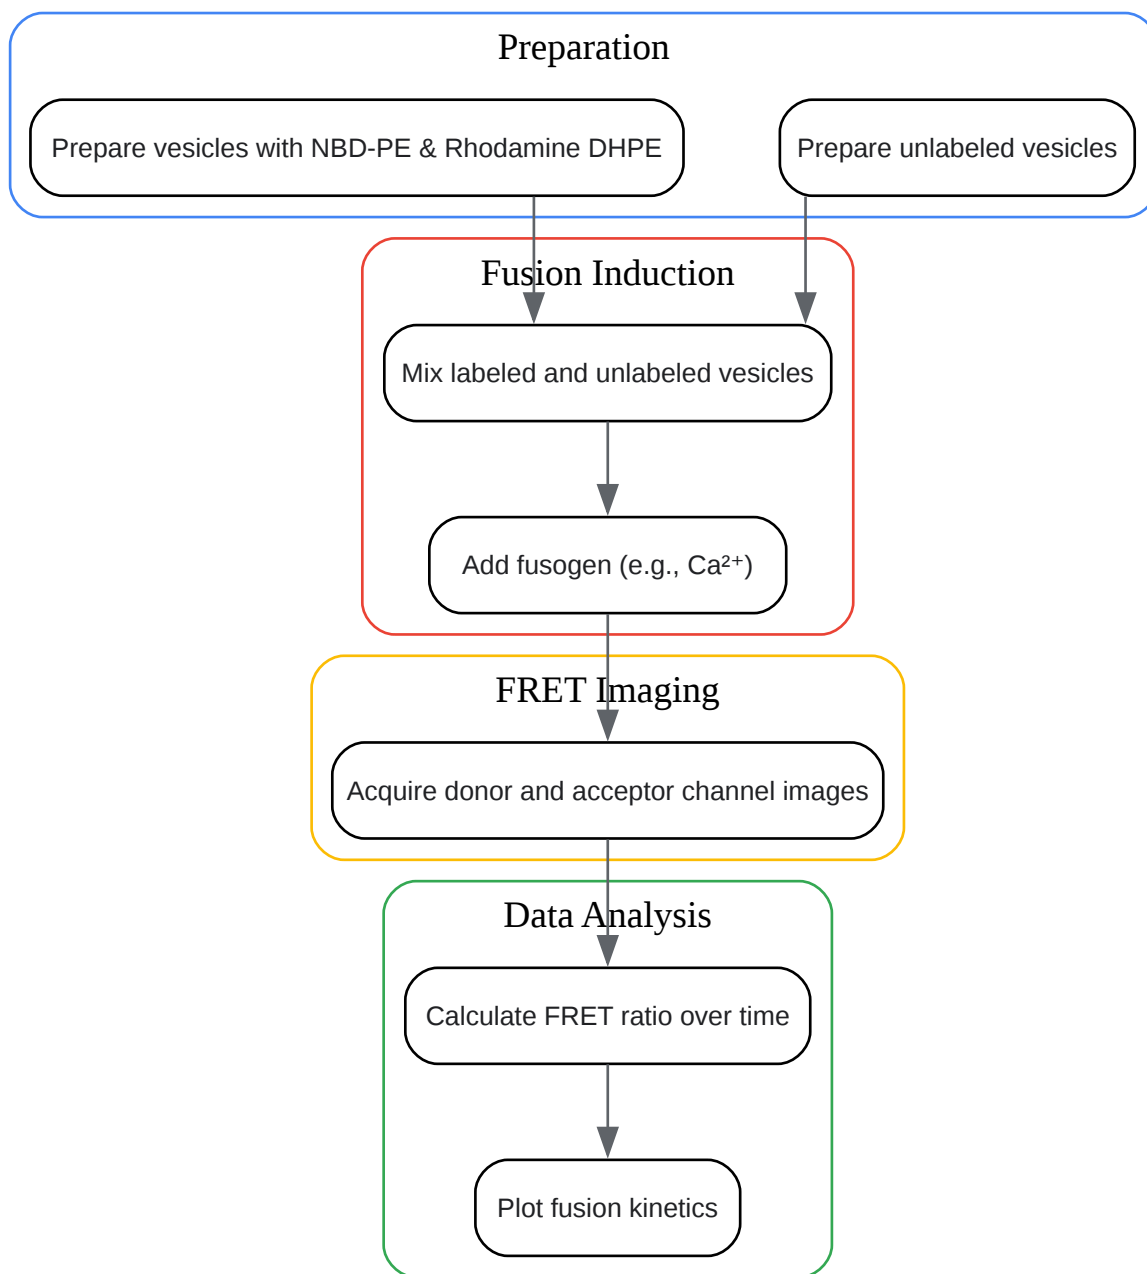 Preparation
Prepare vesicles with NBD-PE & Rhodamine DHPE
Prepare unlabeled vesicles
Fusion Induction
Mix labeled and unlabeled vesicles
Add fusogen (e.g., Ca²⁺)
FRET Imaging
Acquire donor and acceptor channel images
Data Analysis
Calculate FRET ratio over time
Plot fusion kinetics